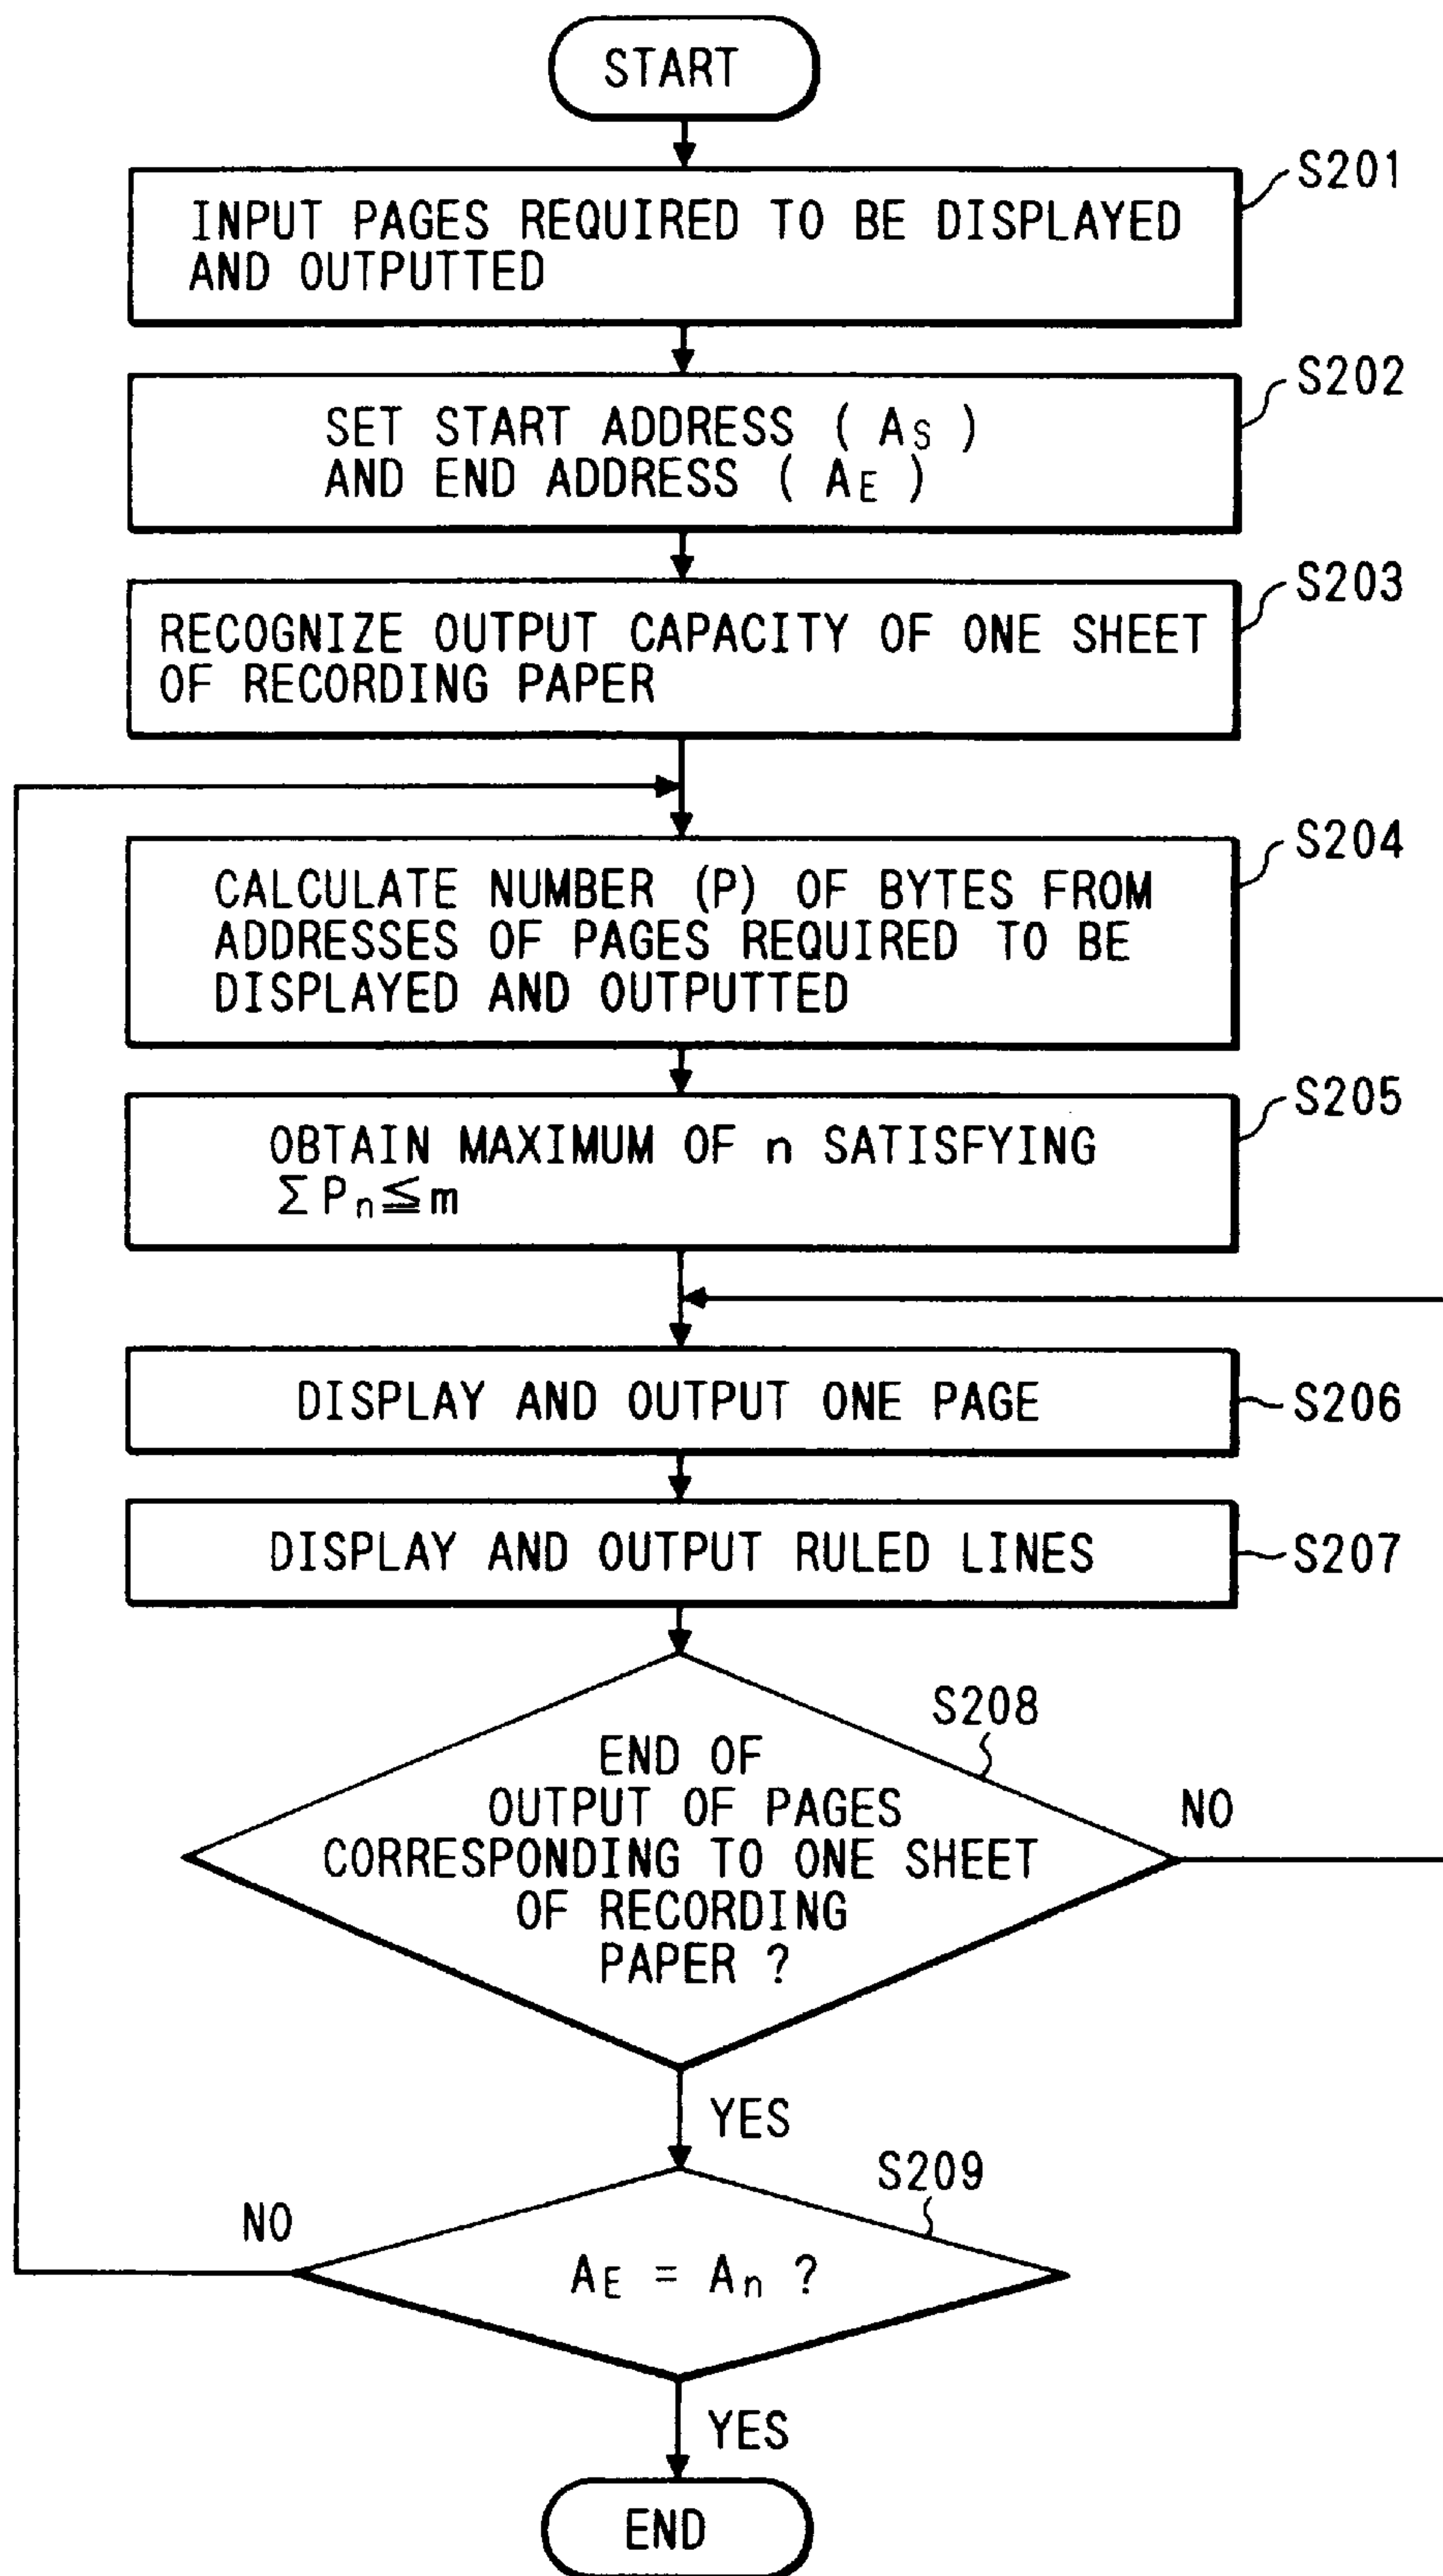 START
S201
INPUT PAGES REQUIRED TO BE DISPLAYED
AND OUTPUTTED
S202
SET START ADDRESS ( AS )
AND END ADDRESS ( AE )
S203
RECOGNIZE OUTPUT CAPACITY OF ONE SHEET
OF RECORDING PAPER
S204
CALCULATE NUMBER (P) OF BYTES FROM
ADDRESSES OF PAGES REQUIRED TO BE
DISPLAYED AND OUTPUTTED
S205
OBTAIN MAXIMUM OF n SATISFYING
ΣPn≦m
DISPLAY AND OUTPUT ONE PAGE
S206
DISPLAY AND OUTPUT RULED LINES
S207
S208
END OF
OUTPUT OF PAGES
CORRESPONDING TO ONE SHEET
OF RECORDING
PAPER ?
NO
YES
S209
NO
AE = An ?
YES
END